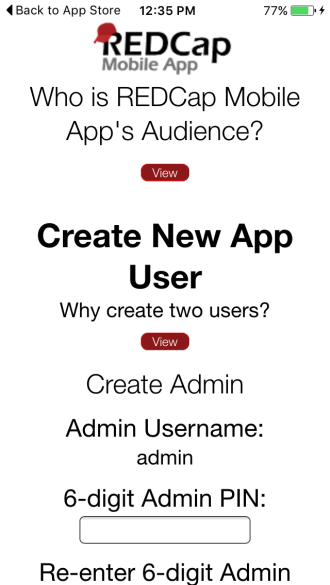 Back to App Store 12:35 PM 77%
REDCap
Mobile App
Who is REDCap Mobile
App's Audience?
View
Create New App
User
Why create two users?
View
Create Admin
Admin Username:
admin
6-digit Admin PIN:
Re-enter 6-digit Admin